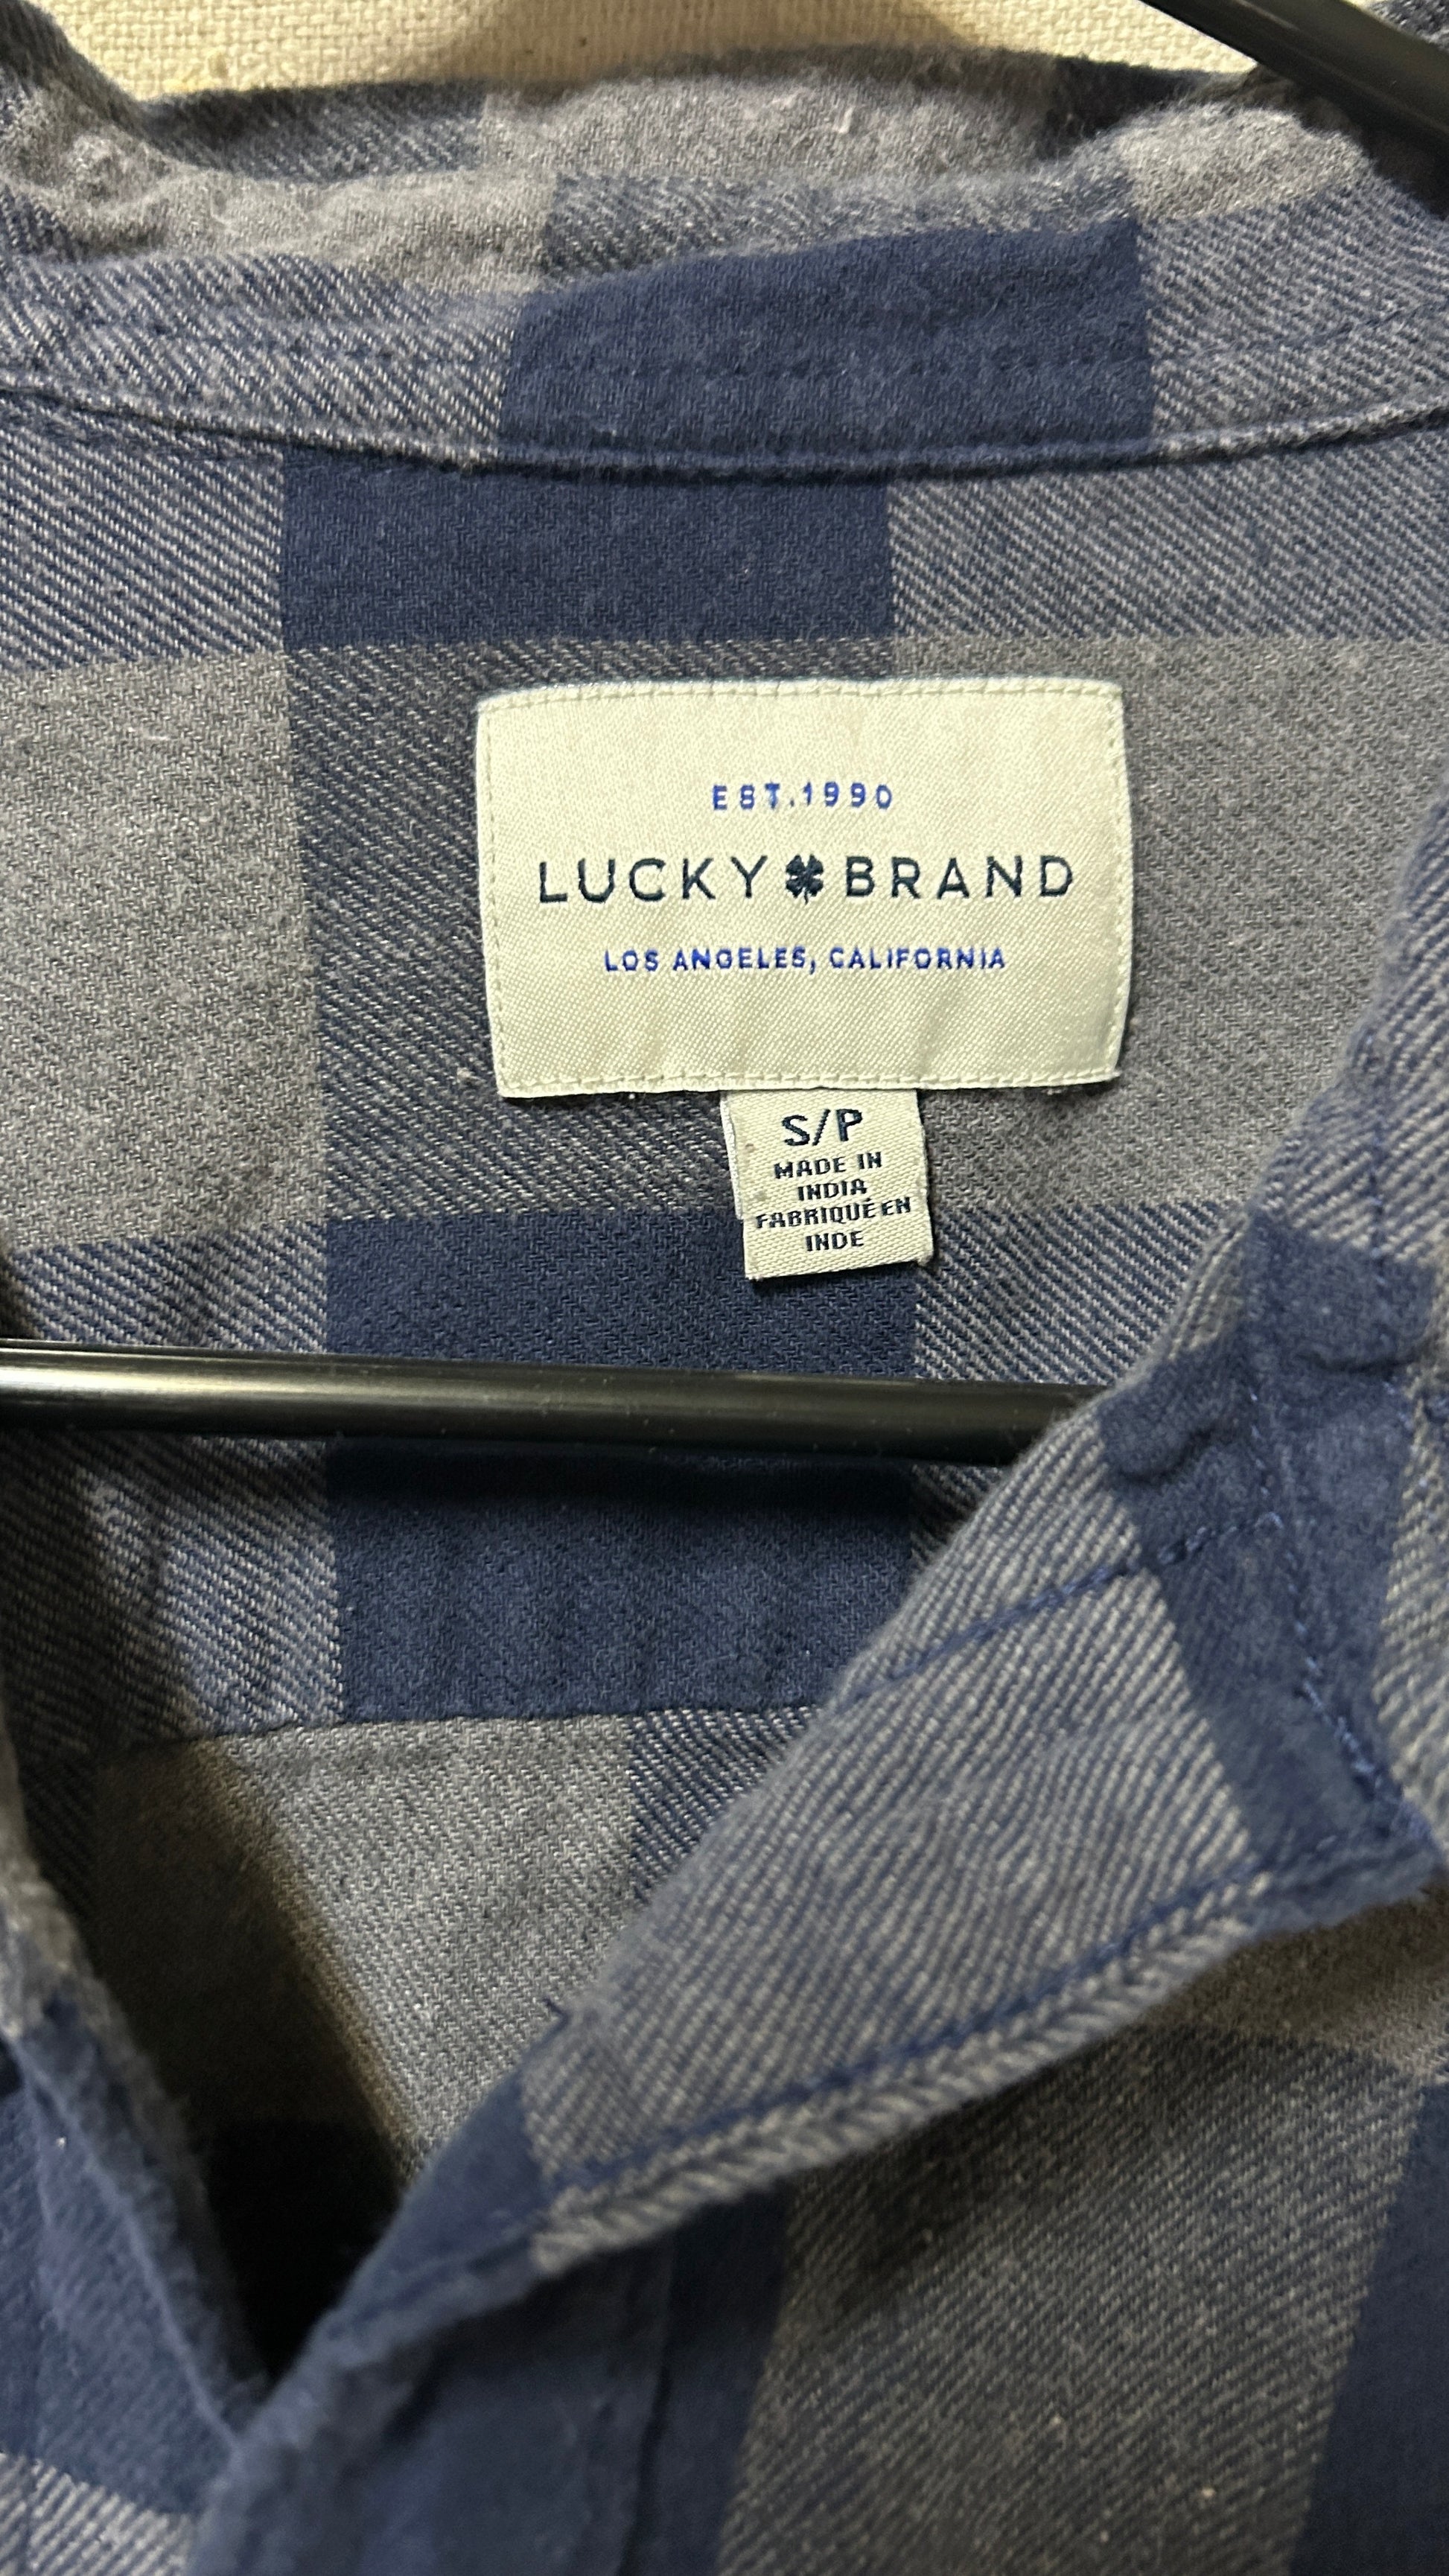 EST.1990
LUCKY BRAND
LOS ANGELES, CALIFORNIA
S/P
MADE IN
INDIA
FABRIQUÉ EN
INDE